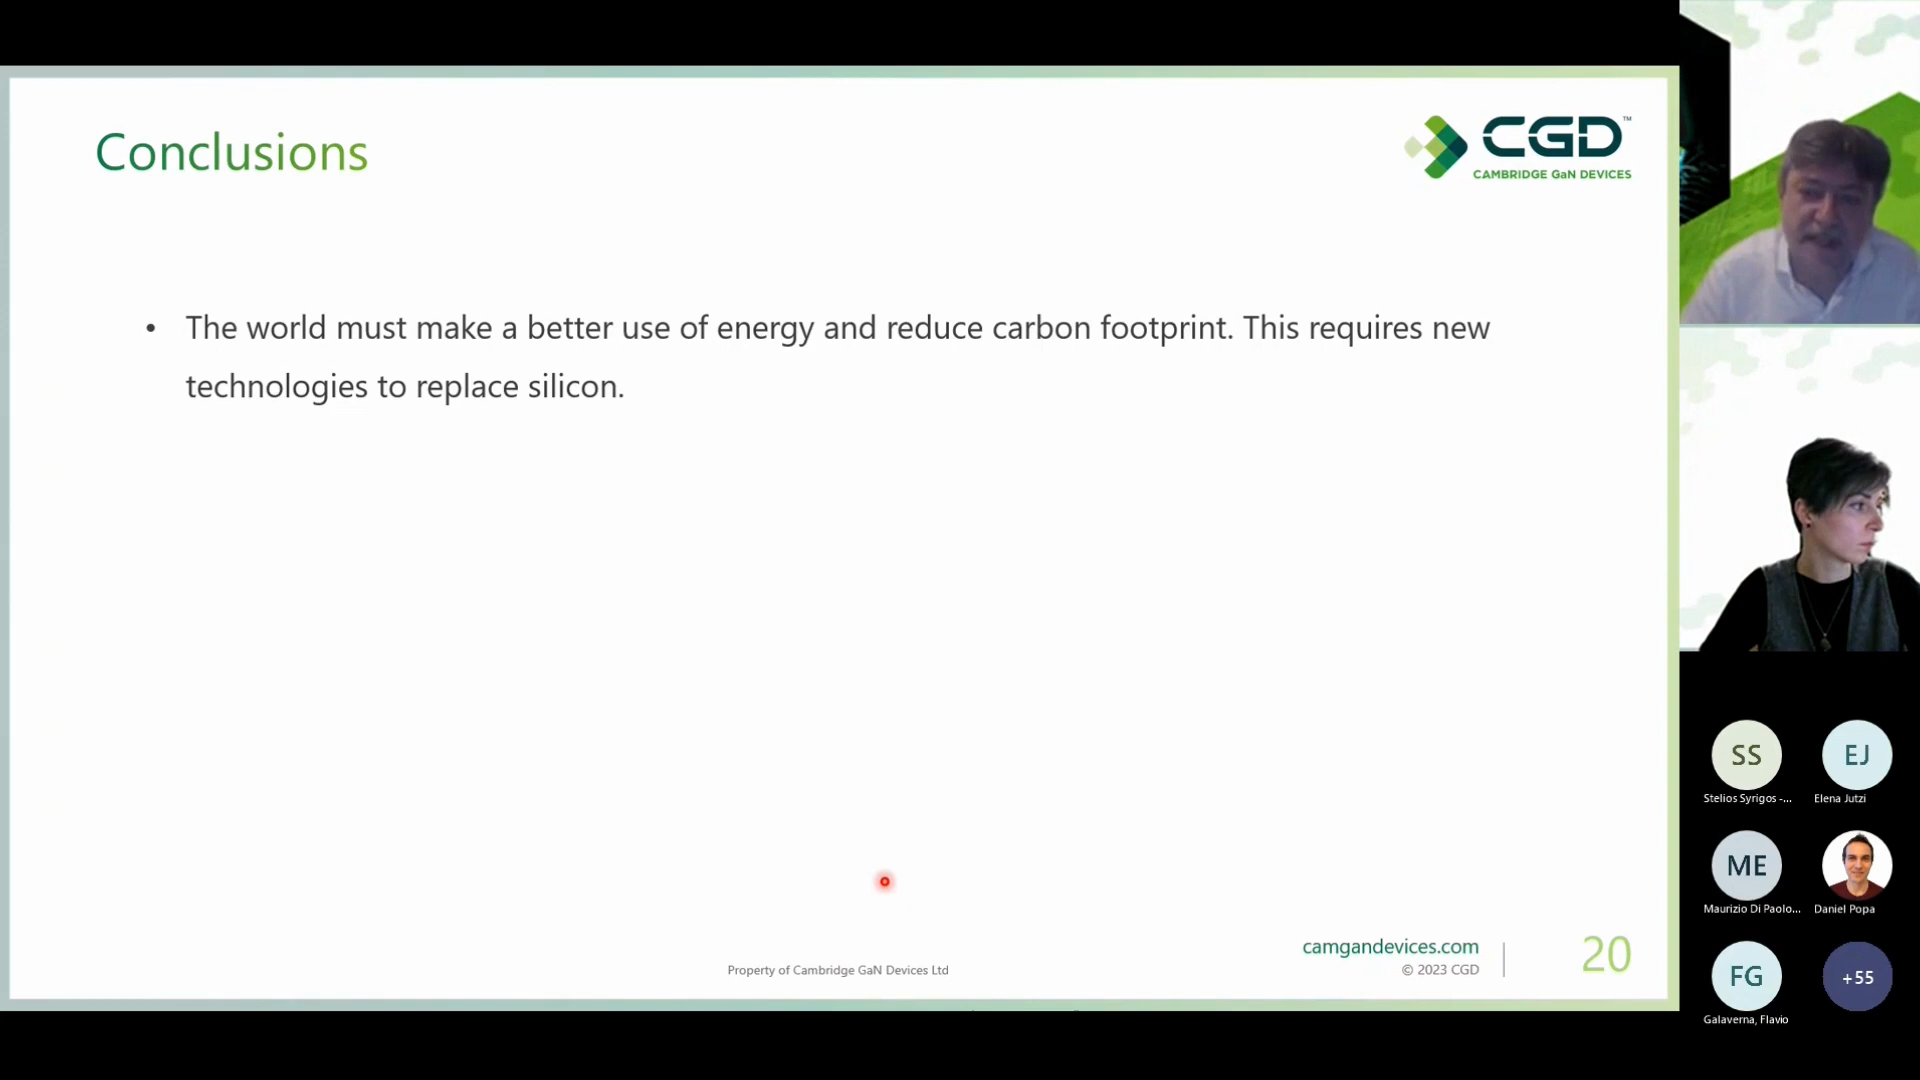 Conclusions
CGD™
CAMBRIDGE GaN DEVICES
• The world must make a better use of energy and reduce carbon footprint. This requires new
technologies to replace silicon.
Property of Cambridge GaN Devices Ltd
camgandevices.com
© 2023 CGD
20
SS
Stelios Syrigos -...
EJ
Elena Jutzi
ME
Maurizio Di Paolo...
Daniel Popa
FG
Galaverna, Flavio
+55